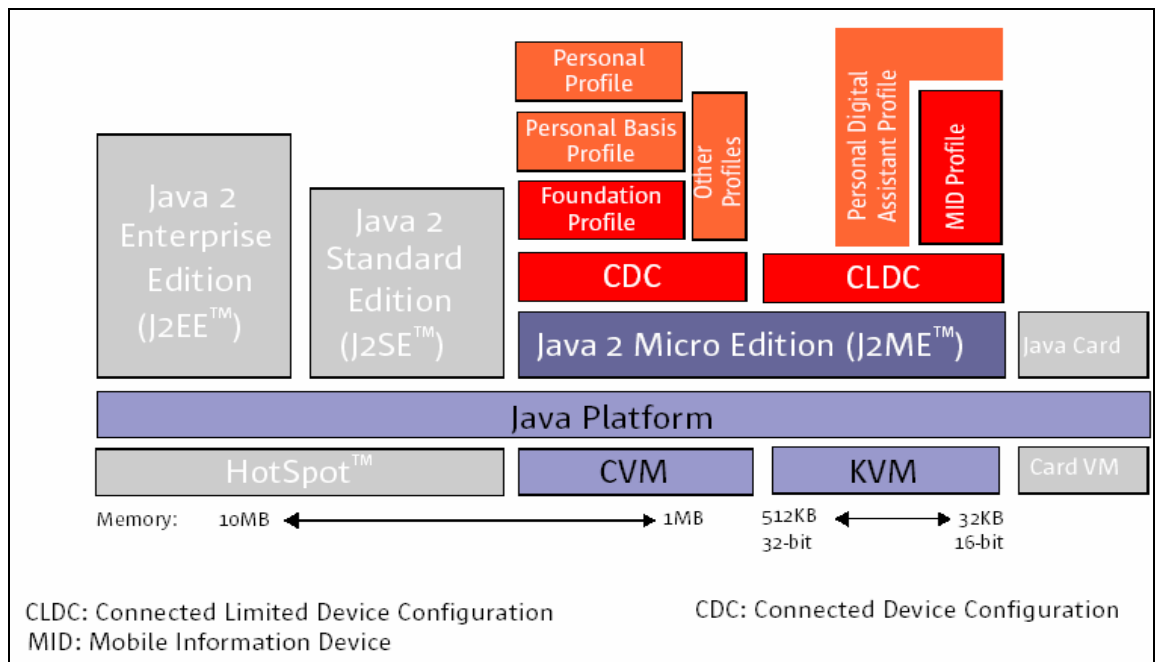 Java 2
Enterprise
Edition
(J2EE™)
Java 2
Standard
Edition
(J2SE™)
Personal
Profile
Personal Basis
Profile
Foundation
Profile
Other
Profiles
CDC
Personal Digital
Assistant Profile
MID Profile
CLDC
Java 2 Micro Edition (J2ME™)
Java Card
Java Platform
HotSpot™
CVM
KVM
Card VM
Memory: 10MB 1MB 512KB 32KB
32-bit 16-bit
CLDC: Connected Limited Device Configuration
CDC: Connected Device Configuration
MID: Mobile Information Device